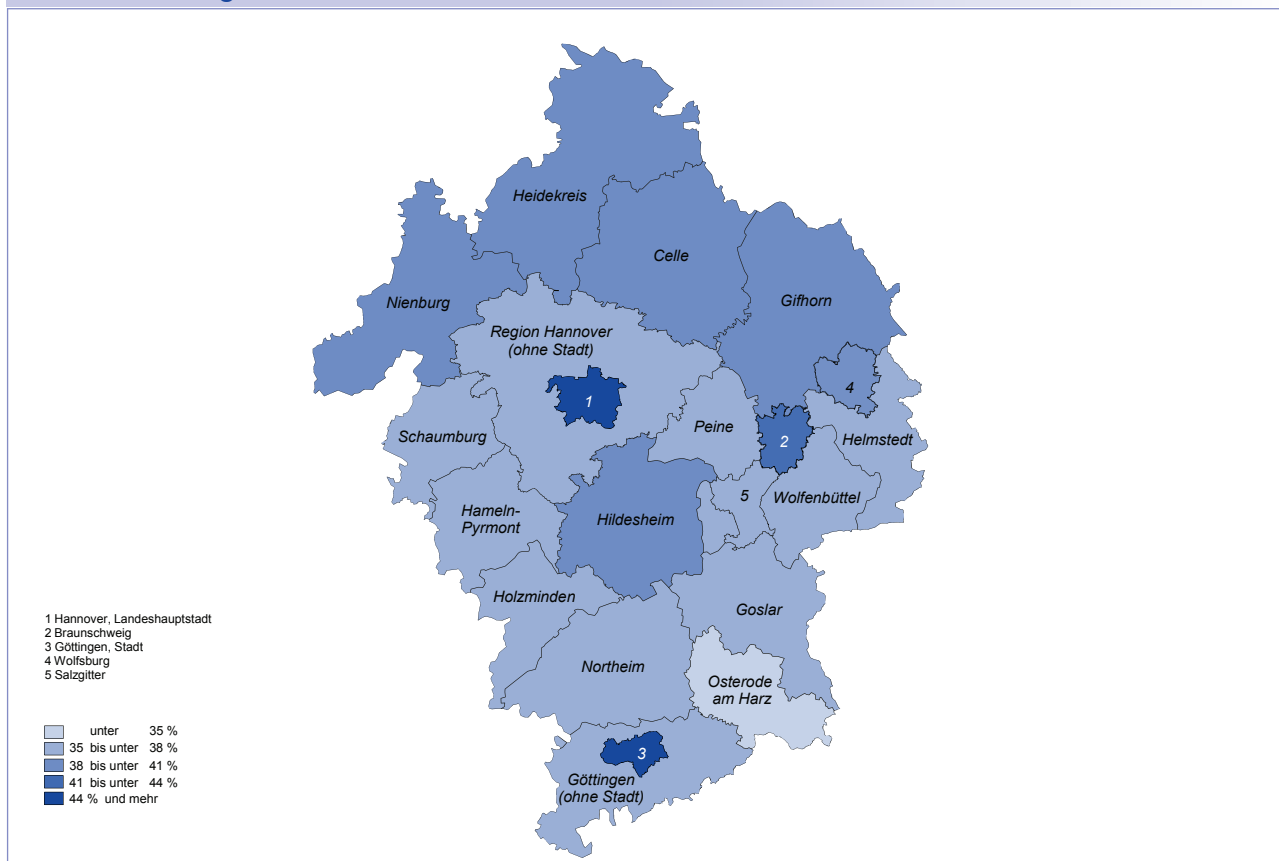 Heidekreis
Celle
Nienburg
Gifhorn
Region Hannover
(ohne Stadt)
4
1
Peine
Schaumburg
2
Helmstedt
5
Wolfenbüttel
Hameln-
Pyrmont
Hildesheim
Holzminden
Goslar
Northeim
Osterode
am Harz
3
Göttingen
(ohne Stadt)
1 Hannover, Landeshauptstadt
2 Braunschweig
3 Göttingen, Stadt
4 Wolfsburg
5 Salzgitter
unter 35 %
35 bis unter 38 %
38 bis unter 41 %
41 bis unter 44 %
44 % und mehr